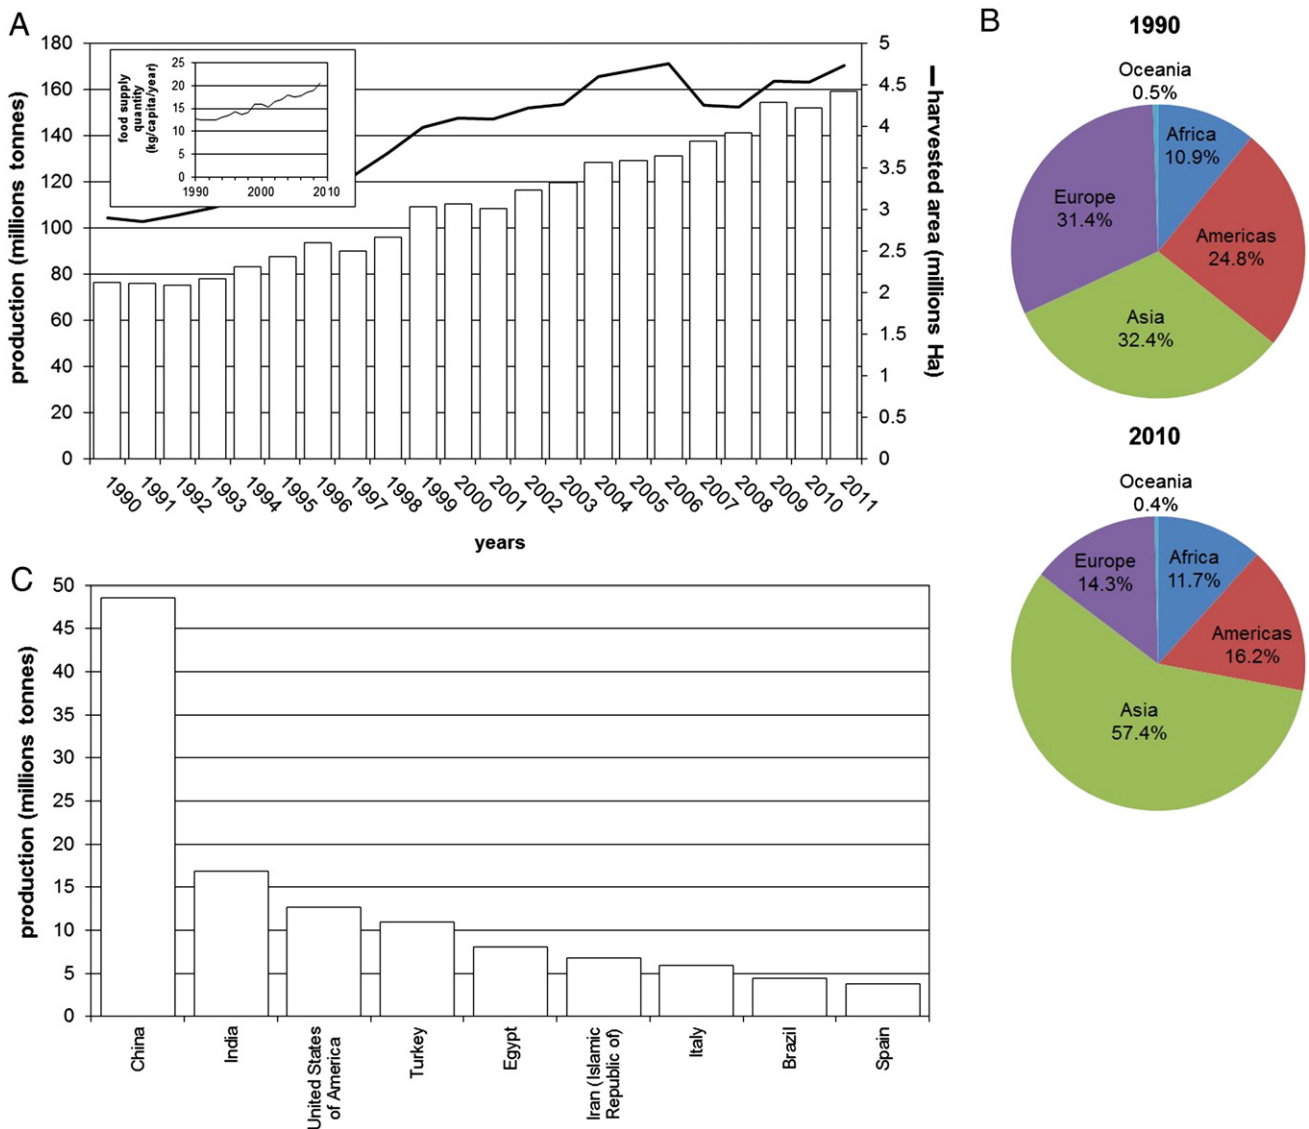 A
production (millions tonnes)
180
160
140
120
100
80
60
40
20
0
food supply
quantity
(kg/capita/year)
25
20
15
10
5
0
1990
2000
2010
5
4.5
4
3.5
3
2.5
2
1.5
1
0.5
0
harvested area (millions Ha)
1990
1991
1992
1993
1994
1995
1996
1997
1998
1999
2000
2001
2002
2003
2004
2005
2006
2007
2008
2009
2010
2011
years
B
1990
Oceania
0.5%
Africa
10.9%
Europe
31.4%
Americas
24.8%
Asia
32.4%
2010
Oceania
0.4%
Europe
14.3%
Africa
11.7%
Americas
16.2%
Asia
57.4%
C
production (millions tonnes)
50
45
40
35
30
25
20
15
10
5
0
China
India
United States
of America
Turkey
Egypt
Iran (Islamic
Republic of)
Italy
Brazil
Spain